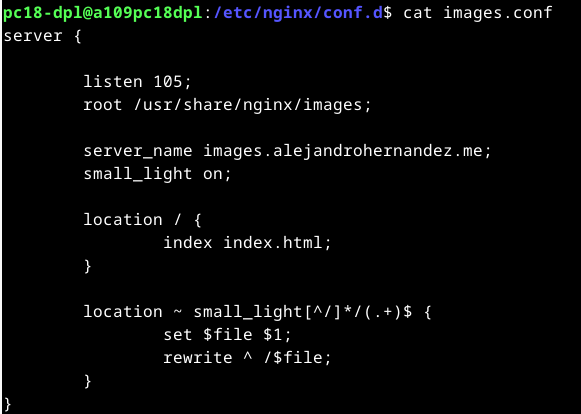 pc18-dpl@a109pc18dpl:/etc/nginx/conf.d$ cat images.conf
server {
listen 105;
root /usr/share/nginx/images;
server_name images.alejandrohernandez.me;
small_light on;
location / {
index index.html;
}
location ~ small_light[^/]*/(.+)$ {
set $file $1;
rewrite ^ /$file;
}
}